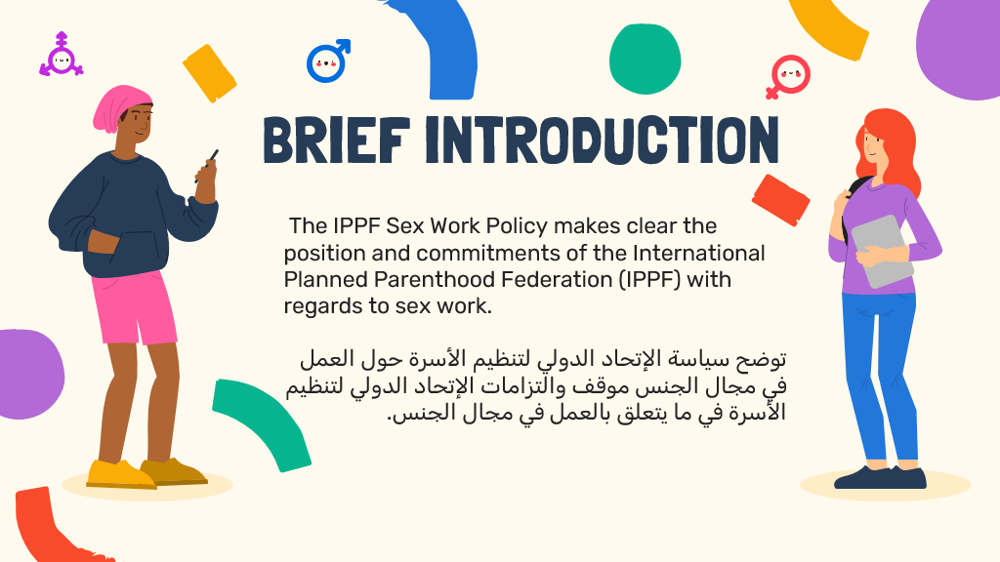 BRIEF INTRODUCTION
The IPPF Sex Work Policy makes clear the
position and commitments of the International
Planned Parenthood Federation (IPPF) with
regards to sex work.
توضح سياسة الإتحاد الدولي لتنظيم الأسرة حول العمل
في مجال الجنس موقف والتزامات الإتحاد الدولي لتنظيم
الأسرة في ما يتعلق بالعمل في مجال الجنس.